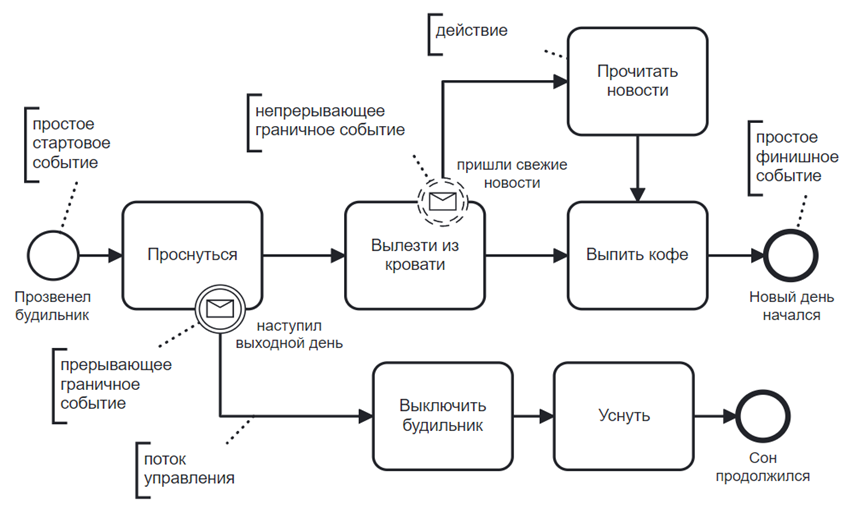 действие
Прочитать
новости
непрерывающее
граничное событие
простое
стартовое
событие
простое
финишное
событие
пришли свежие
новости
Проснуться
Вылезти из
кровати
Выпить кофе
Прозвенел
будильник
Новый день
начался
наступил
выходной день
прерывающее
граничное
событие
Выключить
будильник
Уснуть
поток
управления
Сон
продолжился